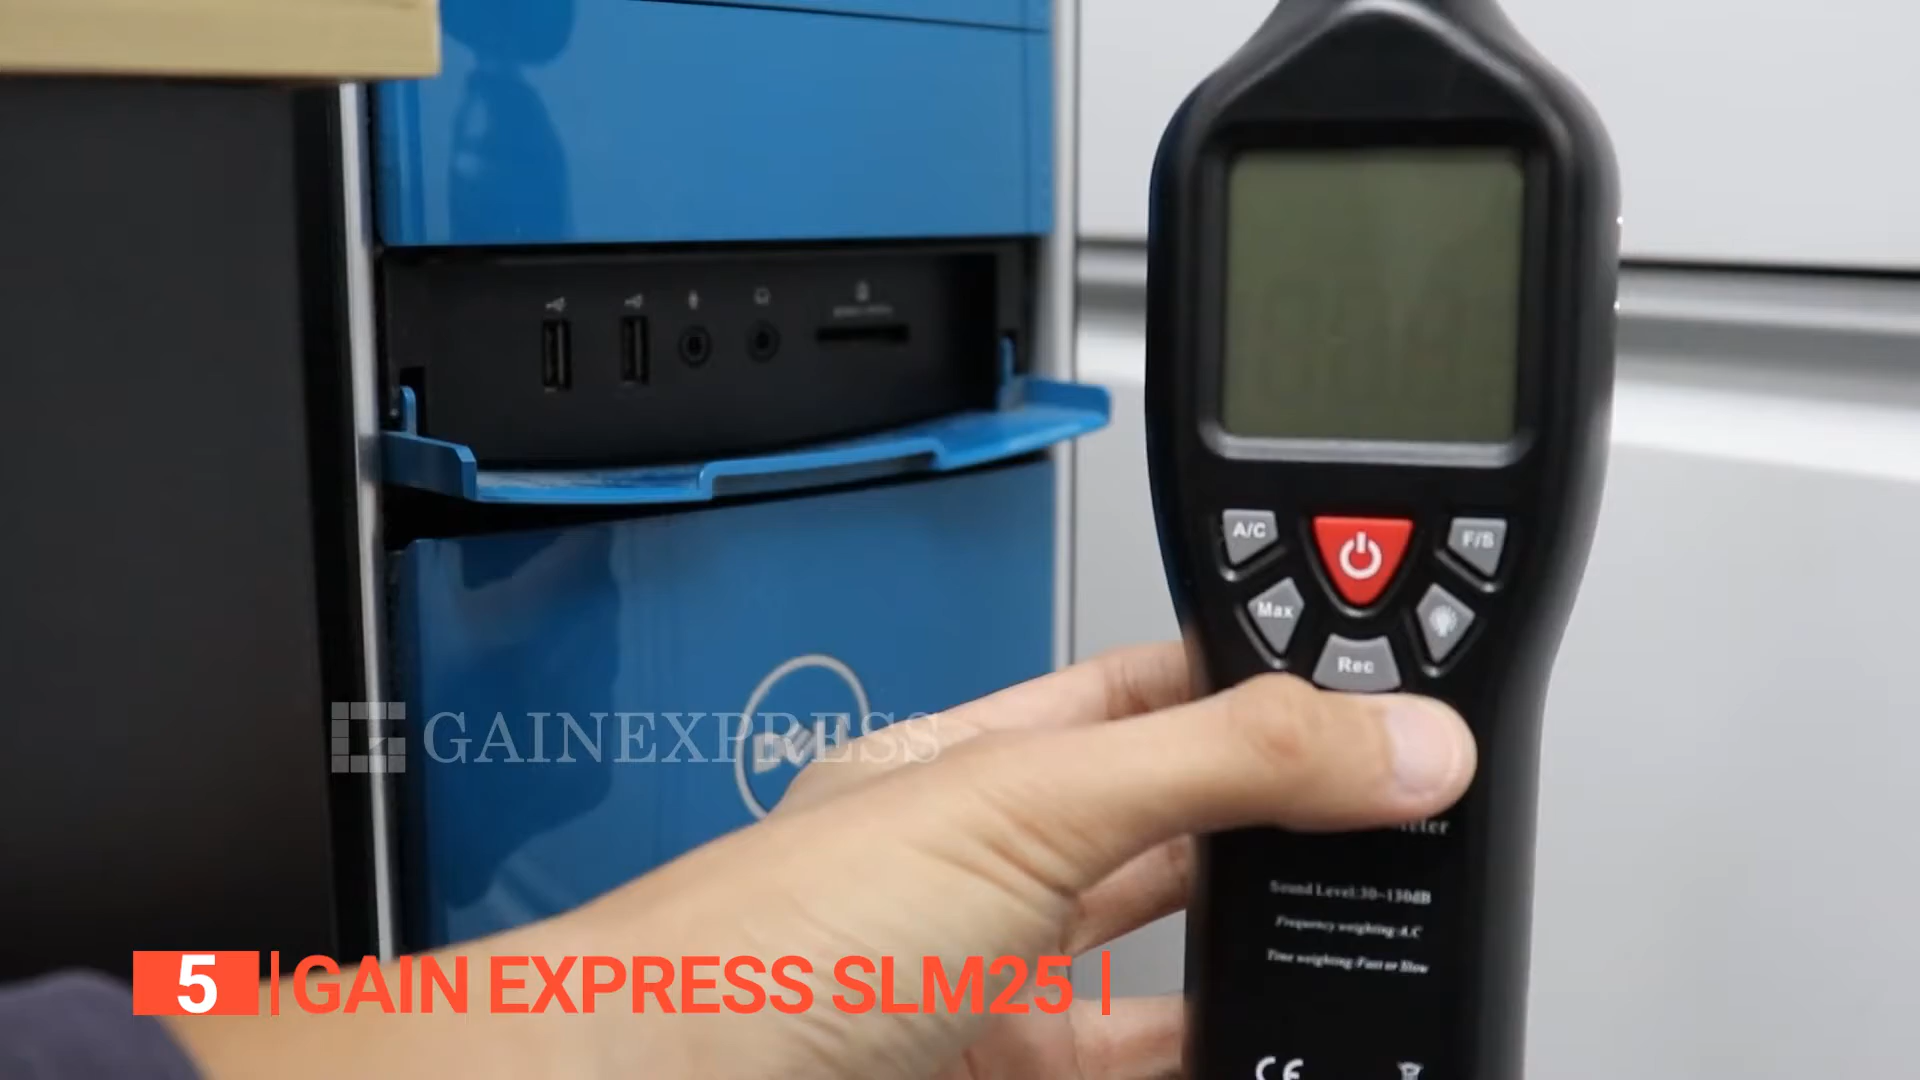 A/C
F/S
Max
Rec
GAINEXPRESS
Sound Level:30~130dB
Frequency weighting:A.C
Time weighting:Fast or Slow
5 GAIN EXPRESS SLM25
CE